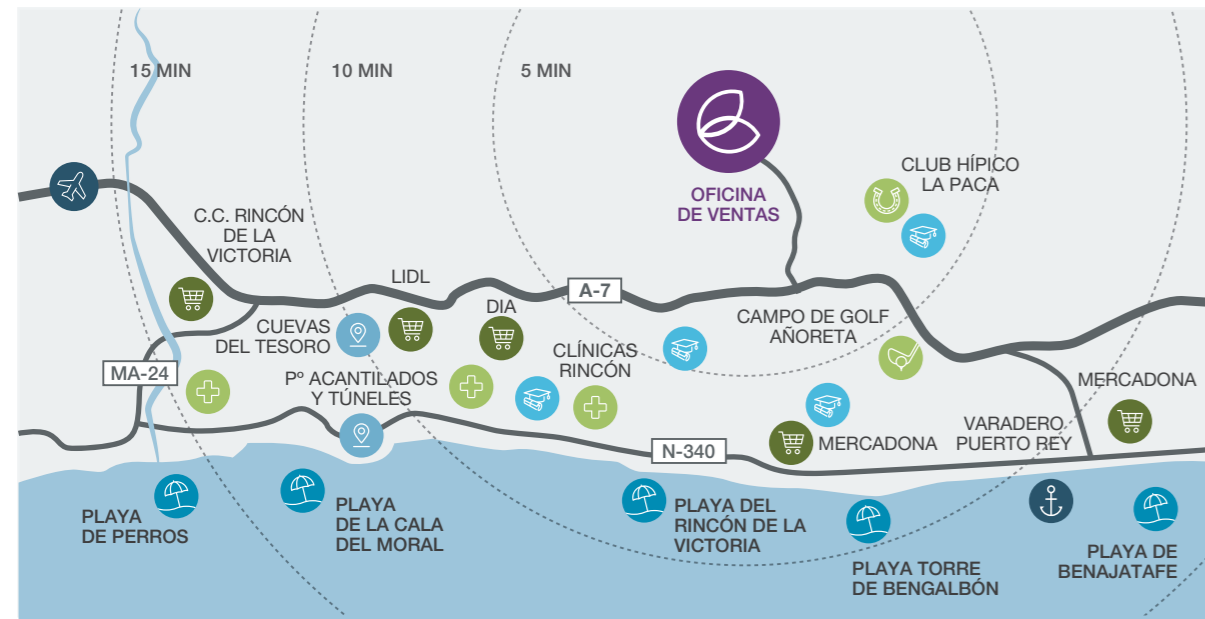 15 MIN
10 MIN
5 MIN
CLUB HÍPICO
LA PACA
OFICINA
DE VENTAS
C.C. RINCÓN
DE LA
VICTORIA
LIDL
A-7
DIA
CAMPO DE GOLF
AÑORETA
CUEVAS
DEL TESORO
CLÍNICAS
RINCÓN
MA-24
Pº ACANTILADOS
Y TÚNELES
MERCADONA
VARADERO
PUERTO REY
MERCADONA
N-340
PLAYA
DE PERROS
PLAYA
DE LA CALA
DEL MORAL
PLAYA DEL
RINCÓN DE LA
VICTORIA
PLAYA TORRE
DE BENGALBÓN
PLAYA DE
BENAJATAFE